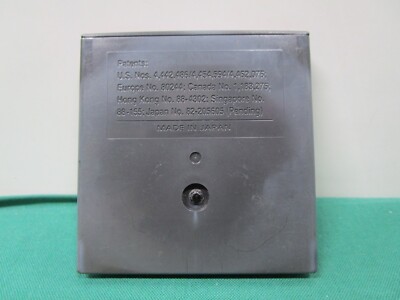 Patents:
U.S. Nos. 4,442,486/4,454,594/4,462,076;
Europe No. 80244; Canada No. 1,183,276;
Hong Kong No. 88-4302; Singapore No.
88-155; Japan No. 82-205605 (Pending)
MADE IN JAPAN